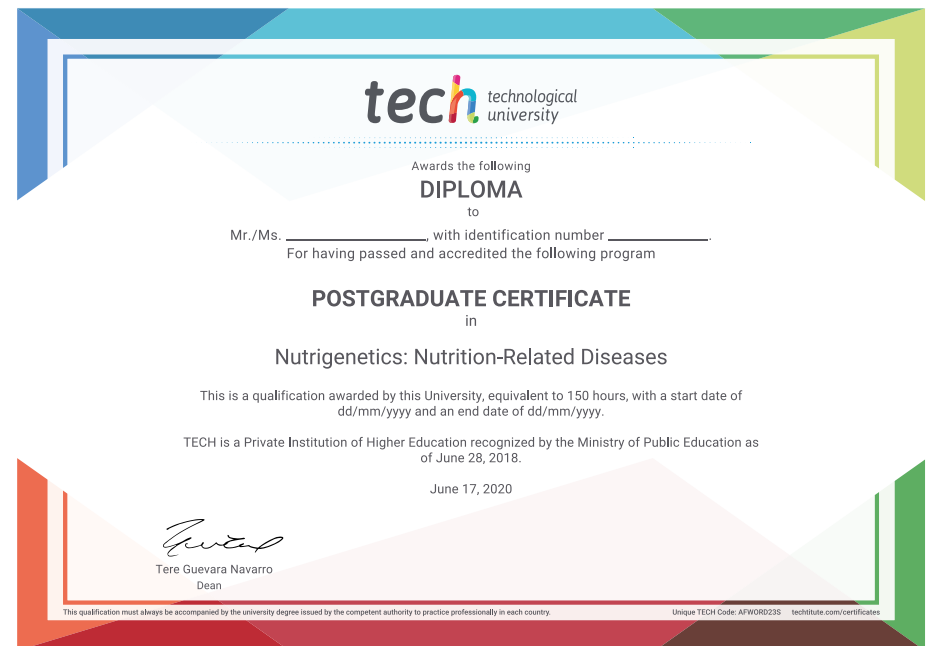 tech technological
university
Awards the following
DIPLOMA
to
Mr./Ms. ____________________, with identification number ______________.
For having passed and accredited the following program
POSTGRADUATE CERTIFICATE
in
Nutrigenetics: Nutrition-Related Diseases
This is a qualification awarded by this University, equivalent to 150 hours, with a start date of
dd/mm/yyyy and an end date of dd/mm/yyyy.
TECH is a Private Institution of Higher Education recognized by the Ministry of Public Education as
of June 28, 2018.
June 17, 2020
Tere Guevara Navarro
Dean
This qualification must always be accompanied by the university degree issued by the competent authority to practice professionally in each country. Unique TECH Code: AFWORD23S techtitute.com/certificates